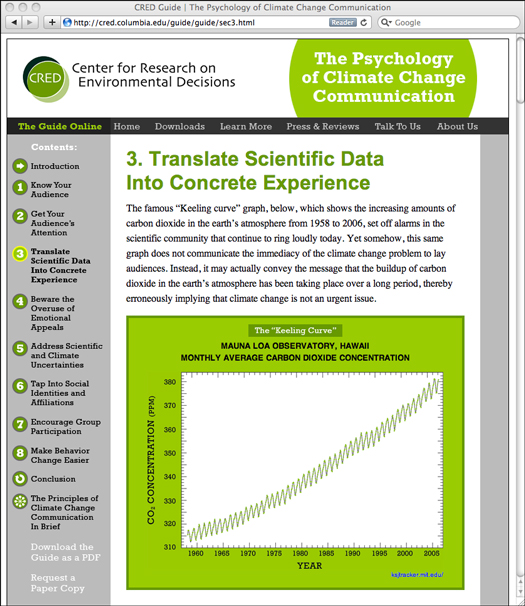 CRED Guide | The Psychology of Climate Change Communication
http://cred.columbia.edu/guide/guide/sec3.html
Reader
Google
CRED
Center for Research on
Environmental Decisions
The Psychology
of Climate Change
Communication
The Guide Online Home Downloads Learn More Press & Reviews Talk To Us About Us
Contents:
Introduction
1 Know Your
Audience
2 Get Your
Audience's
Attention
3 Translate
Scientific Data
Into Concrete
Experience
4 Beware the
Overuse of
Emotional
Appeals
5 Address Scientific
and Climate
Uncertainties
6 Tap Into Social
Identities and
Affiliations
7 Encourage Group
Participation
8 Make Behavior
Change Easier
Conclusion
The Principles of
Climate Change
Communication
In Brief
Download the
Guide as a PDF
Request a
Paper Copy
3. Translate Scientific Data
Into Concrete Experience
The famous “Keeling curve” graph, below, which shows the increasing amounts of
carbon dioxide in the earth’s atmosphere from 1958 to 2006, set off alarms in the
scientific community that continue to ring loudly today. Yet somehow, this same
graph does not communicate the immediacy of the climate change problem to lay
audiences. Instead, it may actually convey the message that the buildup of carbon
dioxide in the earth’s atmosphere has been taking place over a long period, thereby
erroneously implying that climate change is not an urgent issue.
The “Keeling Curve”
MAUNA LOA OBSERVATORY, HAWAII
MONTHLY AVERAGE CARBON DIOXIDE CONCENTRATION
CO₂ CONCENTRATION (PPM)
380
370
360
350
340
330
320
310
1960 1965 1970 1975 1980 1985 1990 1995 2000 2005
YEAR
ksjtracker.mit.edu/